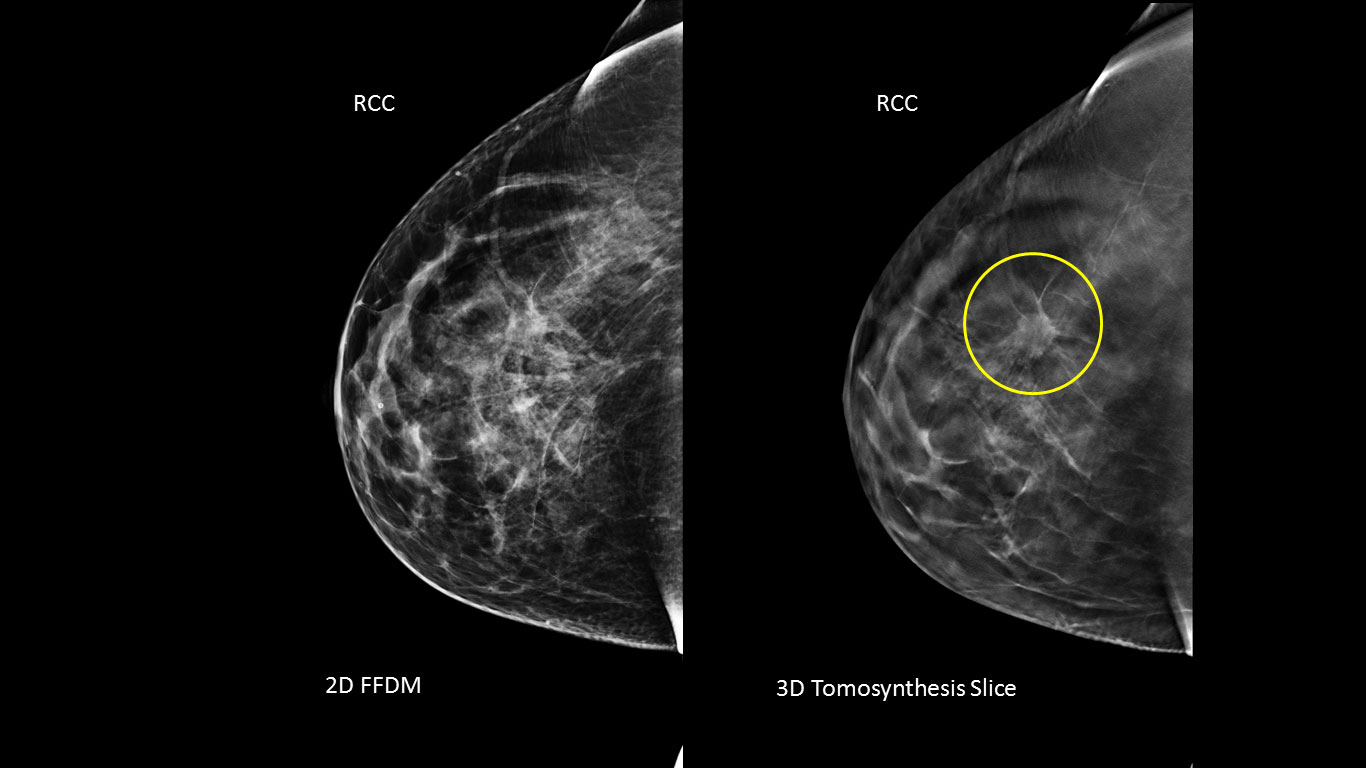 RCC
RCC
2D FFDM
3D Tomosynthesis Slice